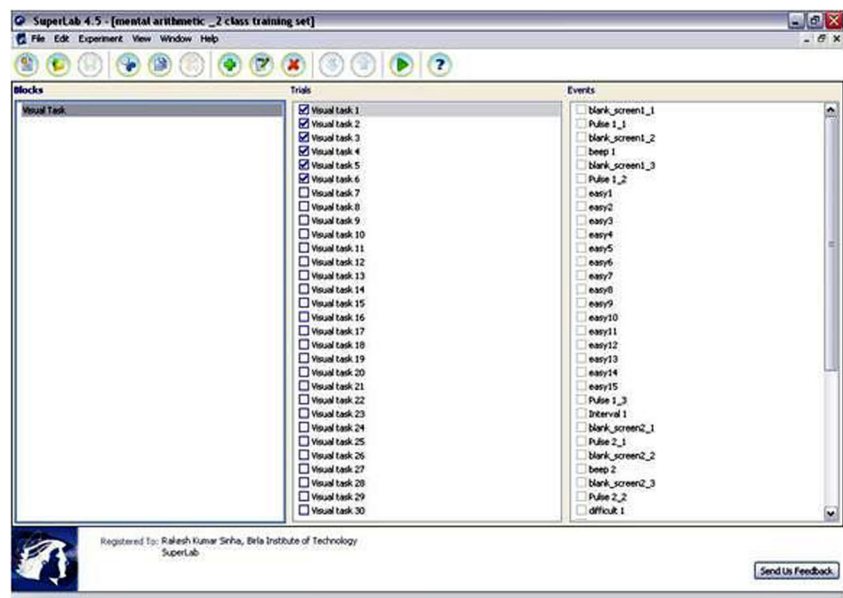 SuperLab 4.5 - [mental arithmetic _2 class training set]
File Edit Experiment View Window Help
Blocks
Visual Task
Trials
Visual task 1
Visual task 2
Visual task 3
Visual task 4
Visual task 5
Visual task 6
Visual task 7
Visual task 8
Visual task 9
Visual task 10
Visual task 11
Visual task 12
Visual task 13
Visual task 14
Visual task 15
Visual task 16
Visual task 17
Visual task 18
Visual task 19
Visual task 20
Visual task 21
Visual task 22
Visual task 23
Visual task 24
Visual task 25
Visual task 26
Visual task 27
Visual task 28
Visual task 29
Visual task 30
Events
blank_screen1_1
Pulse 1_1
blank_screen1_2
beep 1
blank_screen1_3
Pulse 1_2
easy1
easy2
easy3
easy4
easy5
easy6
easy7
easy8
easy9
easy10
easy11
easy12
easy13
easy14
easy15
Pulse 1_3
Interval 1
blank_screen2_1
Pulse 2_1
blank_screen2_2
beep 2
blank_screen2_3
Pulse 2_2
difficult 1
Registered To: Rakesh Kumar Sinha, Birla Institute of Technology
SuperLab
Send Us Feedback